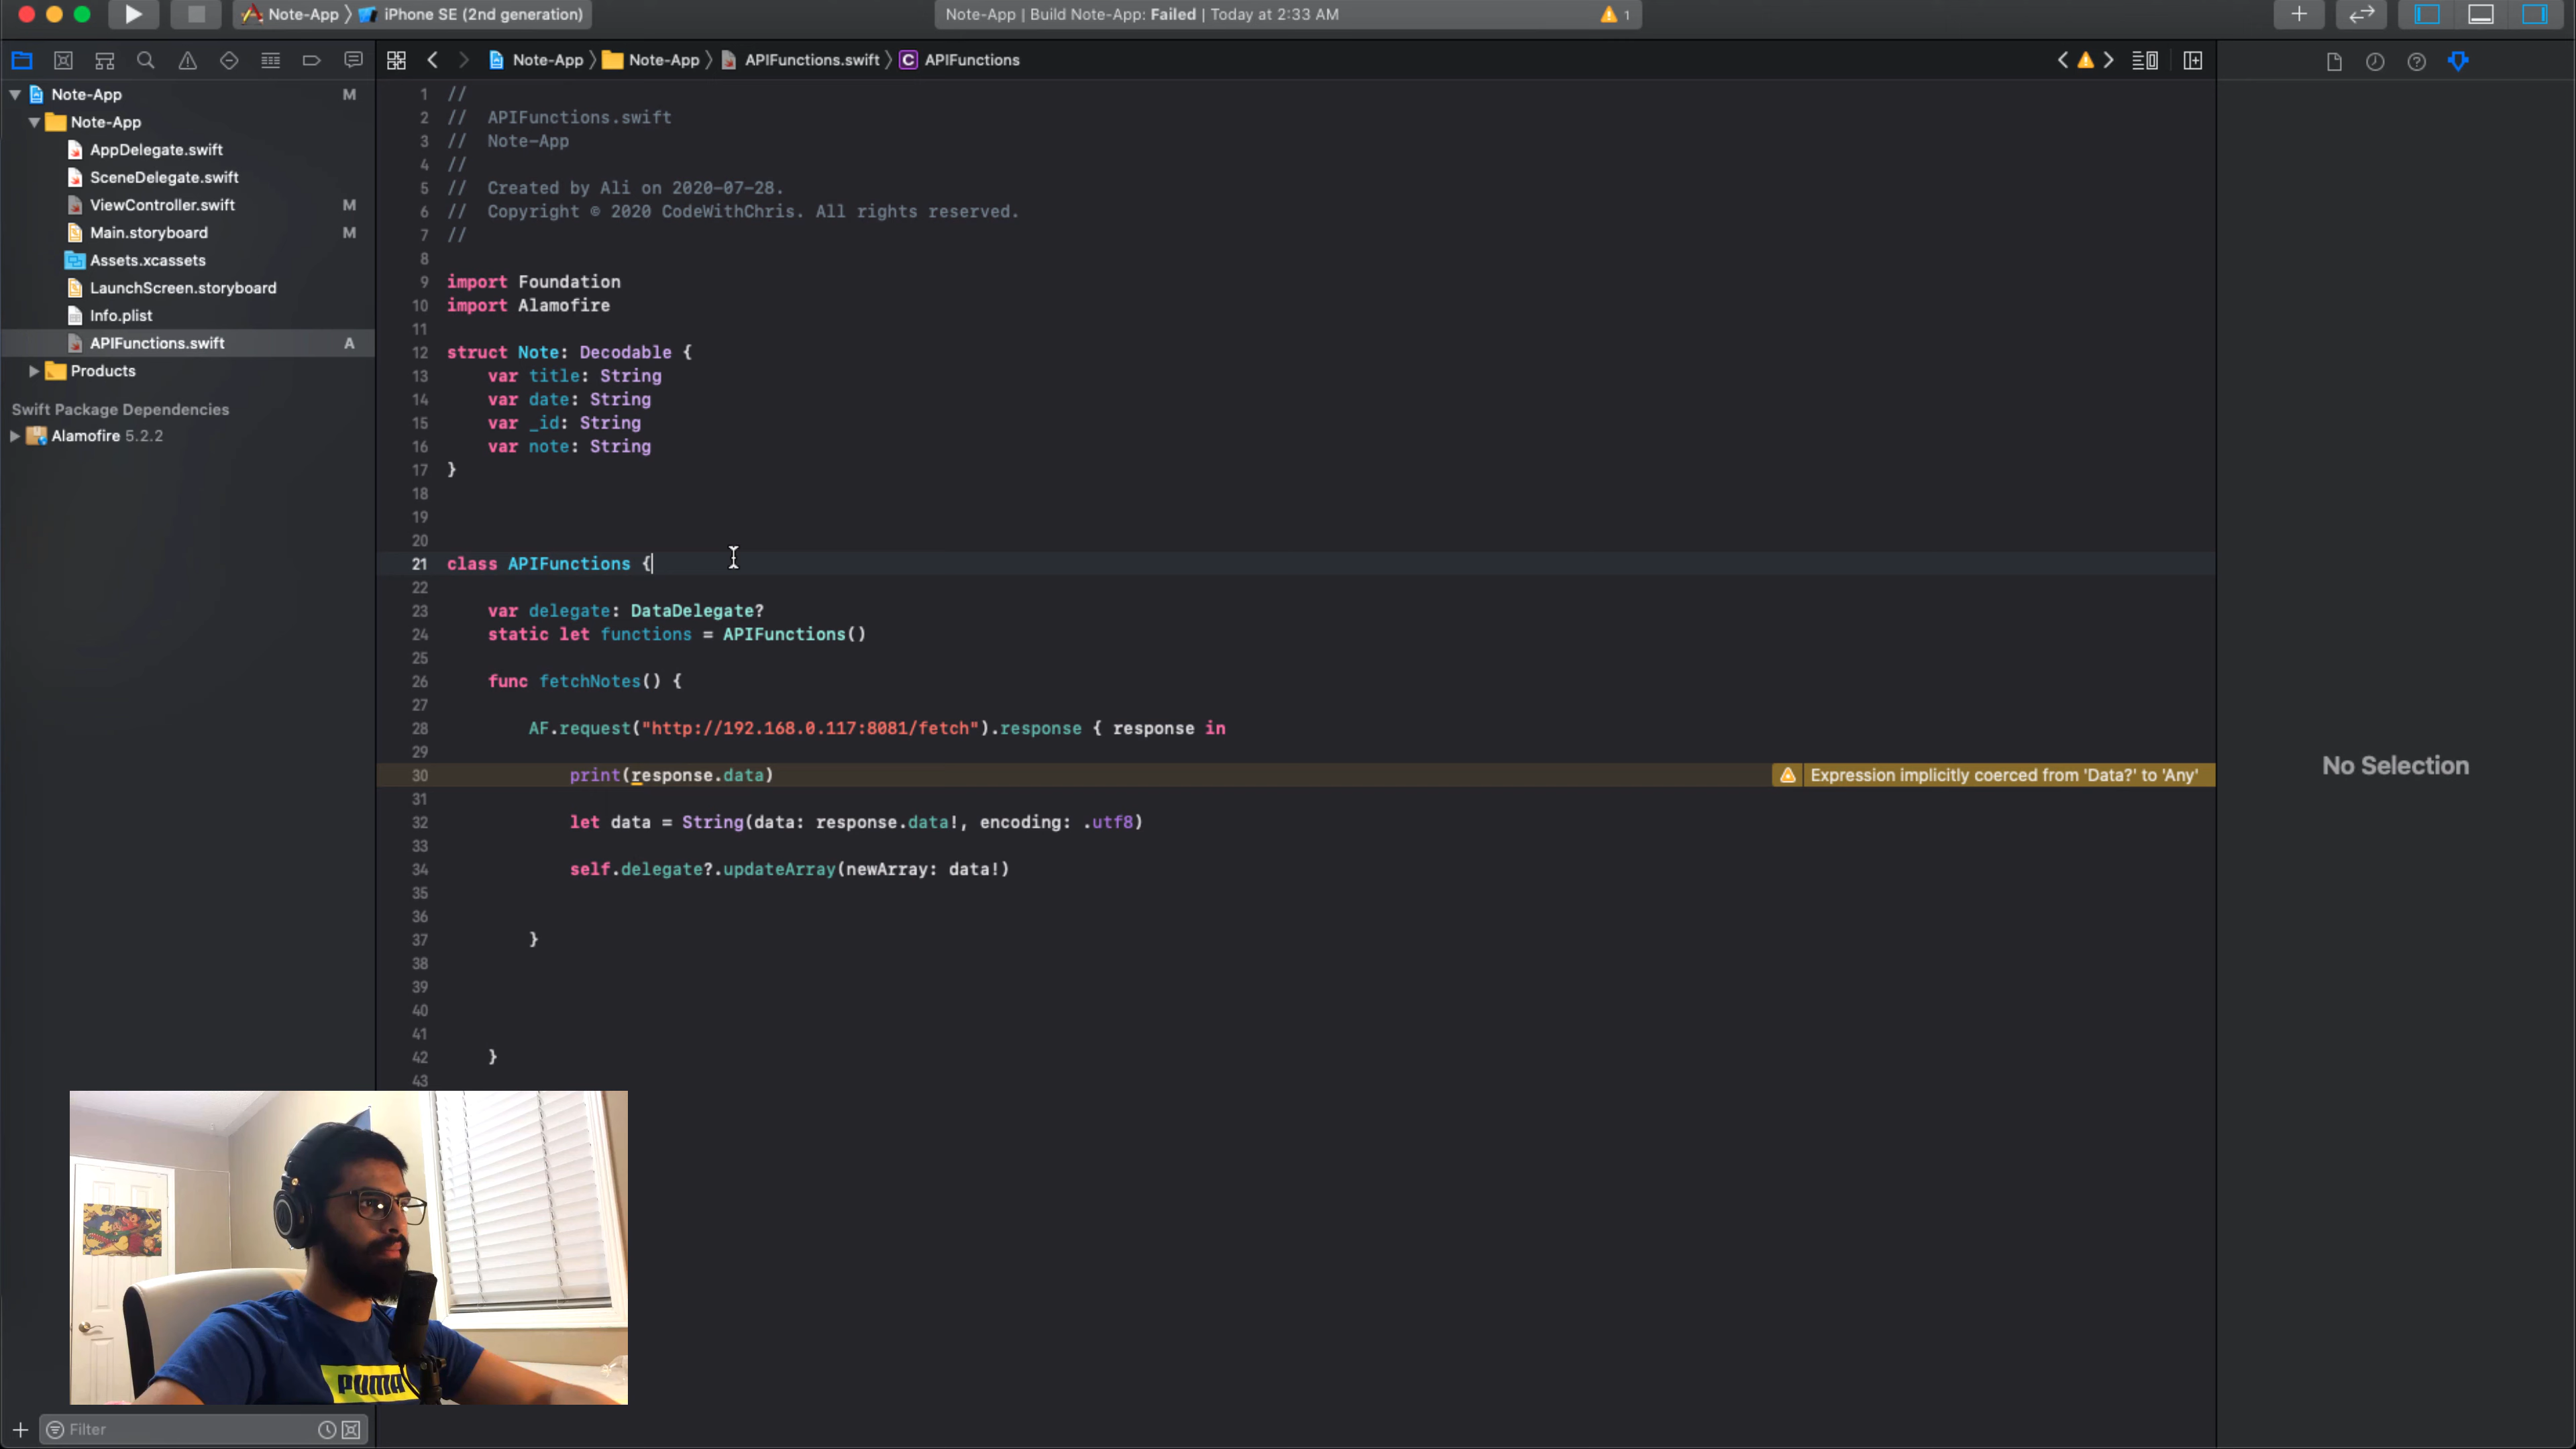 Note-App 〉 iPhone SE (2nd generation)
Note-App | Build Note-App: Failed | Today at 2:33 AM
1
Note-App 〉 Note-App 〉 APIFunctions.swift 〉 C APIFunctions
Note-App M
Note-App
AppDelegate.swift
SceneDelegate.swift
ViewController.swift M
Main.storyboard M
Assets.xcassets
LaunchScreen.storyboard
Info.plist
APIFunctions.swift A
Products
Swift Package Dependencies
Alamofire 5.2.2
Filter
1 //
2 //  APIFunctions.swift
3 //  Note-App
4 //
5 //  Created by Ali on 2020-07-28.
6 //  Copyright © 2020 CodeWithChris. All rights reserved.
7 //
8
9 import Foundation
10 import Alamofire
11
12 struct Note: Decodable {
13     var title: String
14     var date: String
15     var _id: String
16     var note: String
17 }
18
19
20
21 class APIFunctions {
22
23     var delegate: DataDelegate?
24     static let functions = APIFunctions()
25
26     func fetchNotes() {
27
28         AF.request("http://192.168.0.117:8081/fetch").response { response in
29
30             print(response.data)
Expression implicitly coerced from 'Data?' to 'Any'
31
32             let data = String(data: response.data!, encoding: .utf8)
33
34             self.delegate?.updateArray(newArray: data!)
35
36
37         }
38
39
40
41
42     }
43
No Selection
PUMA